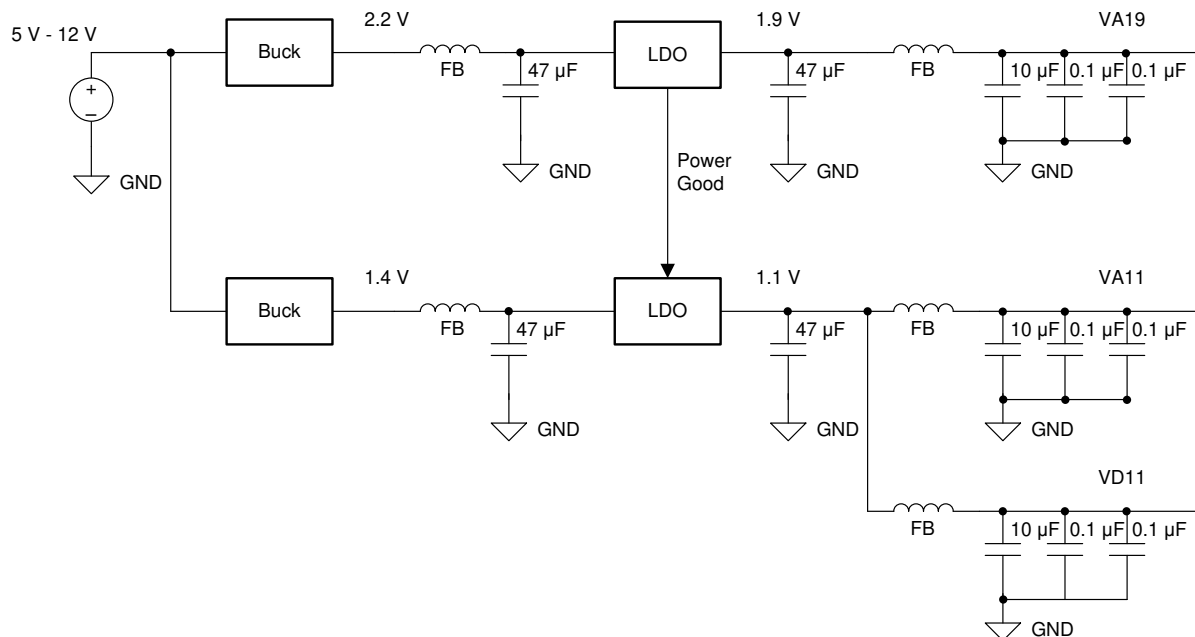 5 V - 12 V
2.2 V
1.9 V
VA19
Buck
FB
47 µF
LDO
47 µF
FB
10 µF
0.1 µF
0.1 µF
+
−
GND
GND
Power
Good
GND
GND
1.4 V
1.1 V
VA11
Buck
FB
47 µF
LDO
47 µF
FB
10 µF
0.1 µF
0.1 µF
GND
GND
GND
VD11
FB
10 µF
0.1 µF
0.1 µF
GND